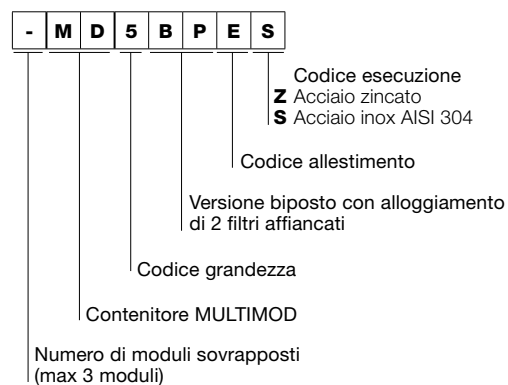 - M D 5 B P E S
Codice esecuzione
Z Acciaio zincato
S Acciaio inox AISI 304
Codice allestimento
Versione biposto con alloggiamento
di 2 filtri affiancati
Codice grandezza
Contenitore MULTIMOD
Numero di moduli sovrapposti
(max 3 moduli)